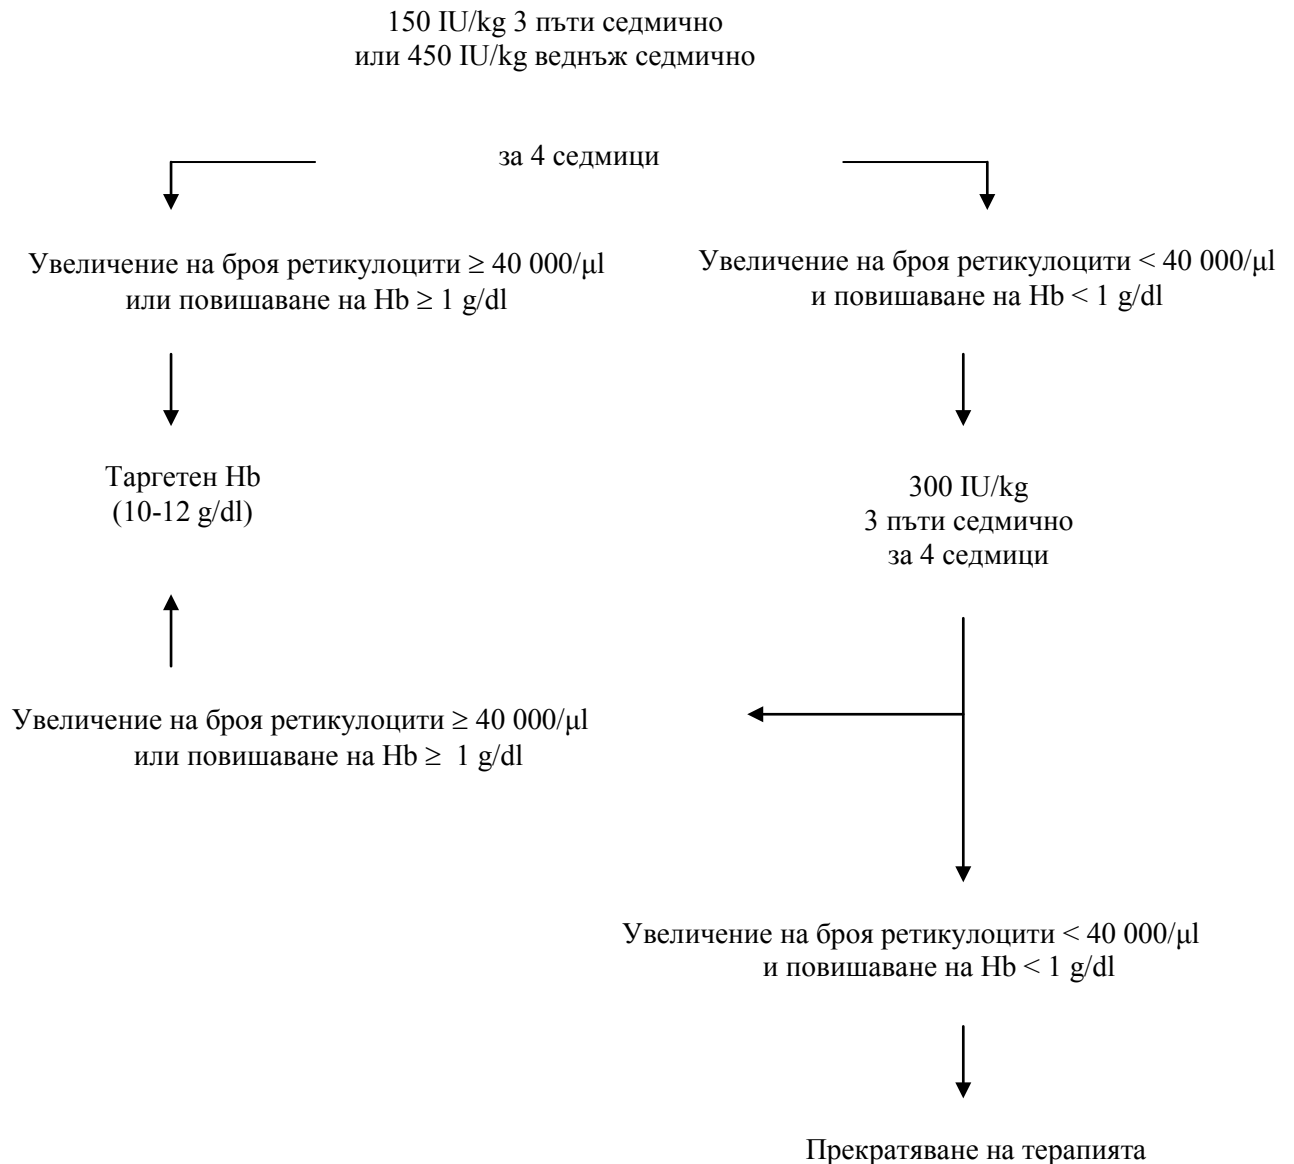 150 IU/kg 3 пъти седмично
или 450 IU/kg веднъж седмично
за 4 седмици
Увеличение на броя ретикулоцити ≥ 40 000/μl
или повишаване на Hb ≥ 1 g/dl
Увеличение на броя ретикулоцити < 40 000/μl
и повишаване на Hb < 1 g/dl
Таргетен Hb
(10-12 g/dl)
300 IU/kg
3 пъти седмично
за 4 седмици
Увеличение на броя ретикулоцити ≥ 40 000/μl
или повишаване на Hb ≥ 1 g/dl
Увеличение на броя ретикулоцити < 40 000/μl
и повишаване на Hb < 1 g/dl
Прекратяване на терапията